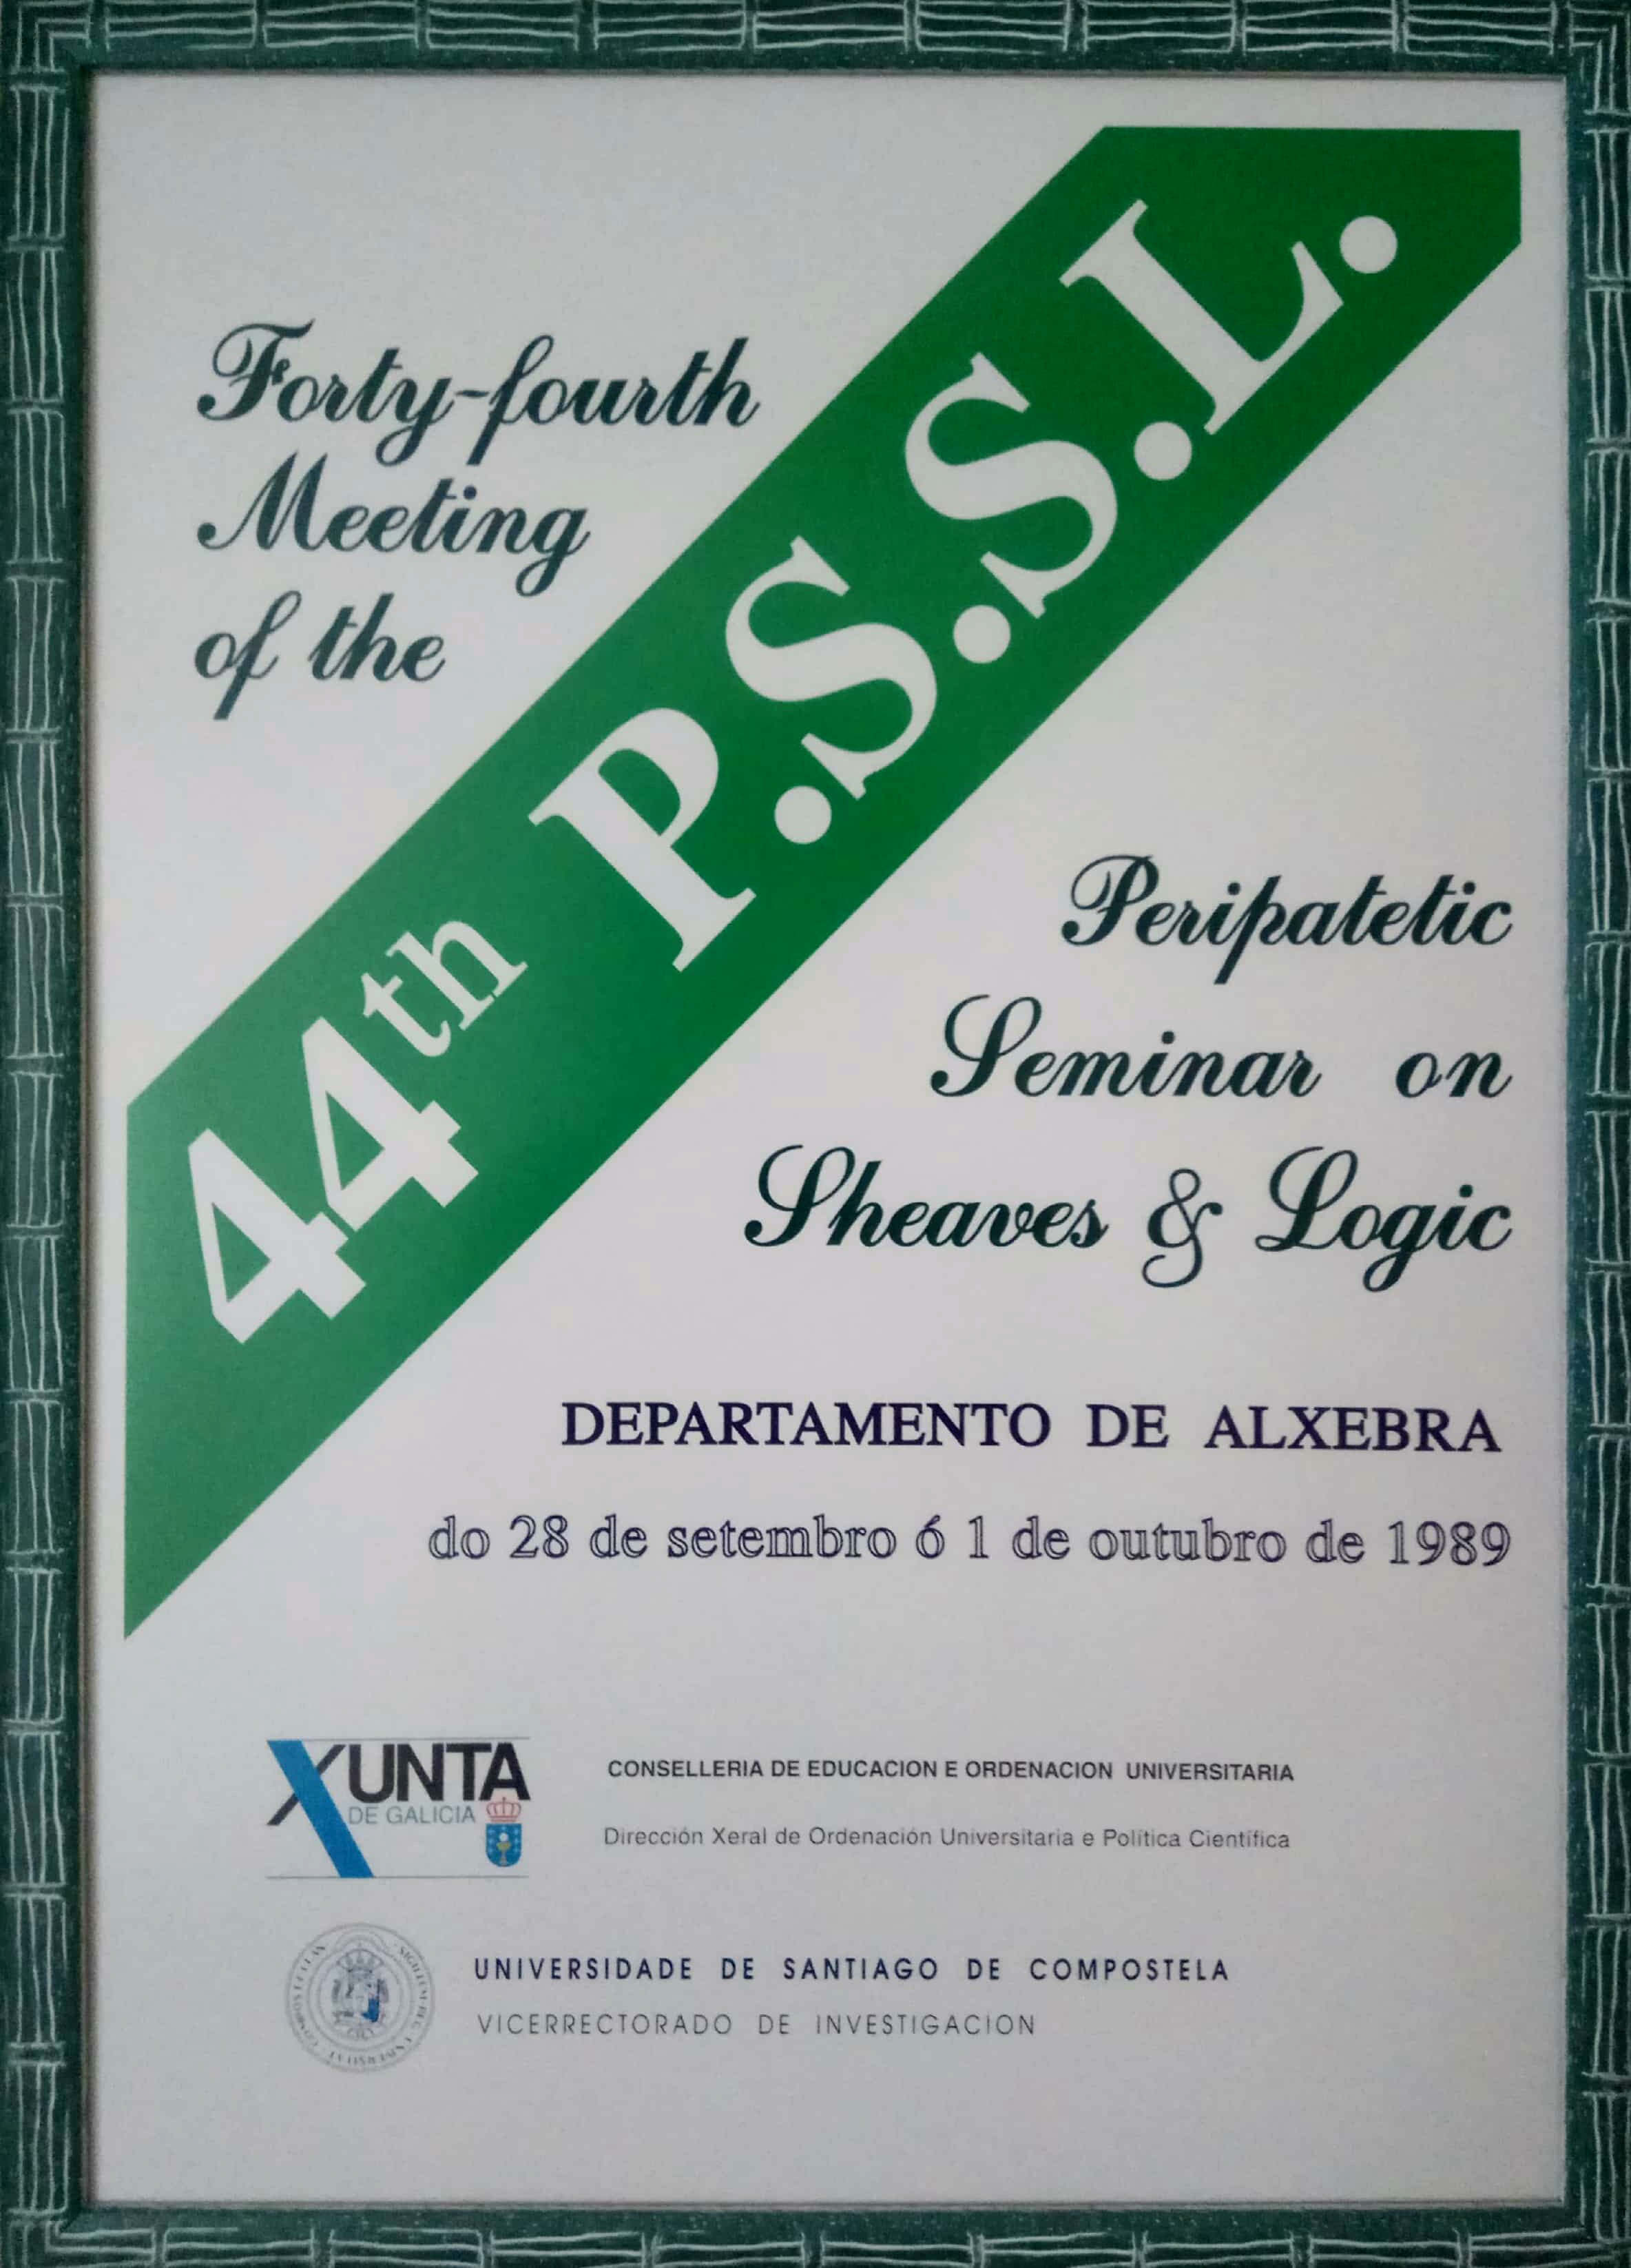 Forty-fourth
Meeting
of the
44th P.S.S.L.
Peripatetic
Seminar on
Sheaves & Logic
DEPARTAMENTO DE ALXEBRA
do 28 de setembro ó 1 de outubro de 1989
XUNTA
DE GALICIA
CONSELLERIA DE EDUCACION E ORDENACION UNIVERSITARIA
Dirección Xeral de Ordenación Universitaria e Política Científica
UNIVERSIDADE DE SANTIAGO DE COMPOSTELA
VICERRECTORADO DE INVESTIGACION